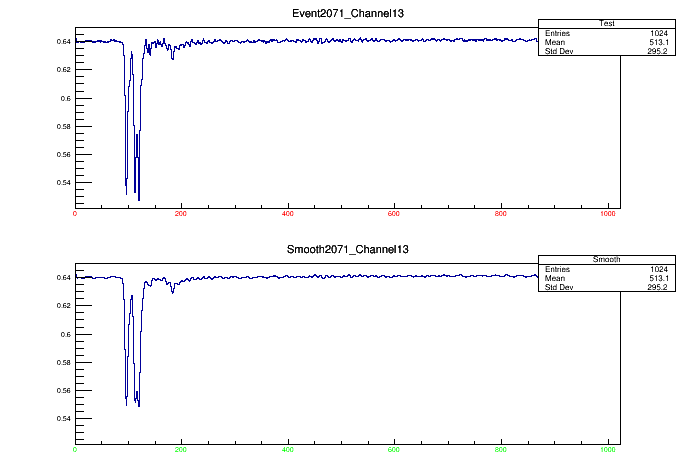 Event2071_Channel13
Test
Entries 1024
Mean 513.1
Std Dev 295.2
0.64
0.62
0.6
0.58
0.56
0.54
0 200 400 600 800 1000
Smooth2071_Channel13
Smooth
Entries 1024
Mean 513.1
Std Dev 295.2
0.64
0.62
0.6
0.58
0.56
0.54
0 200 400 600 800 1000